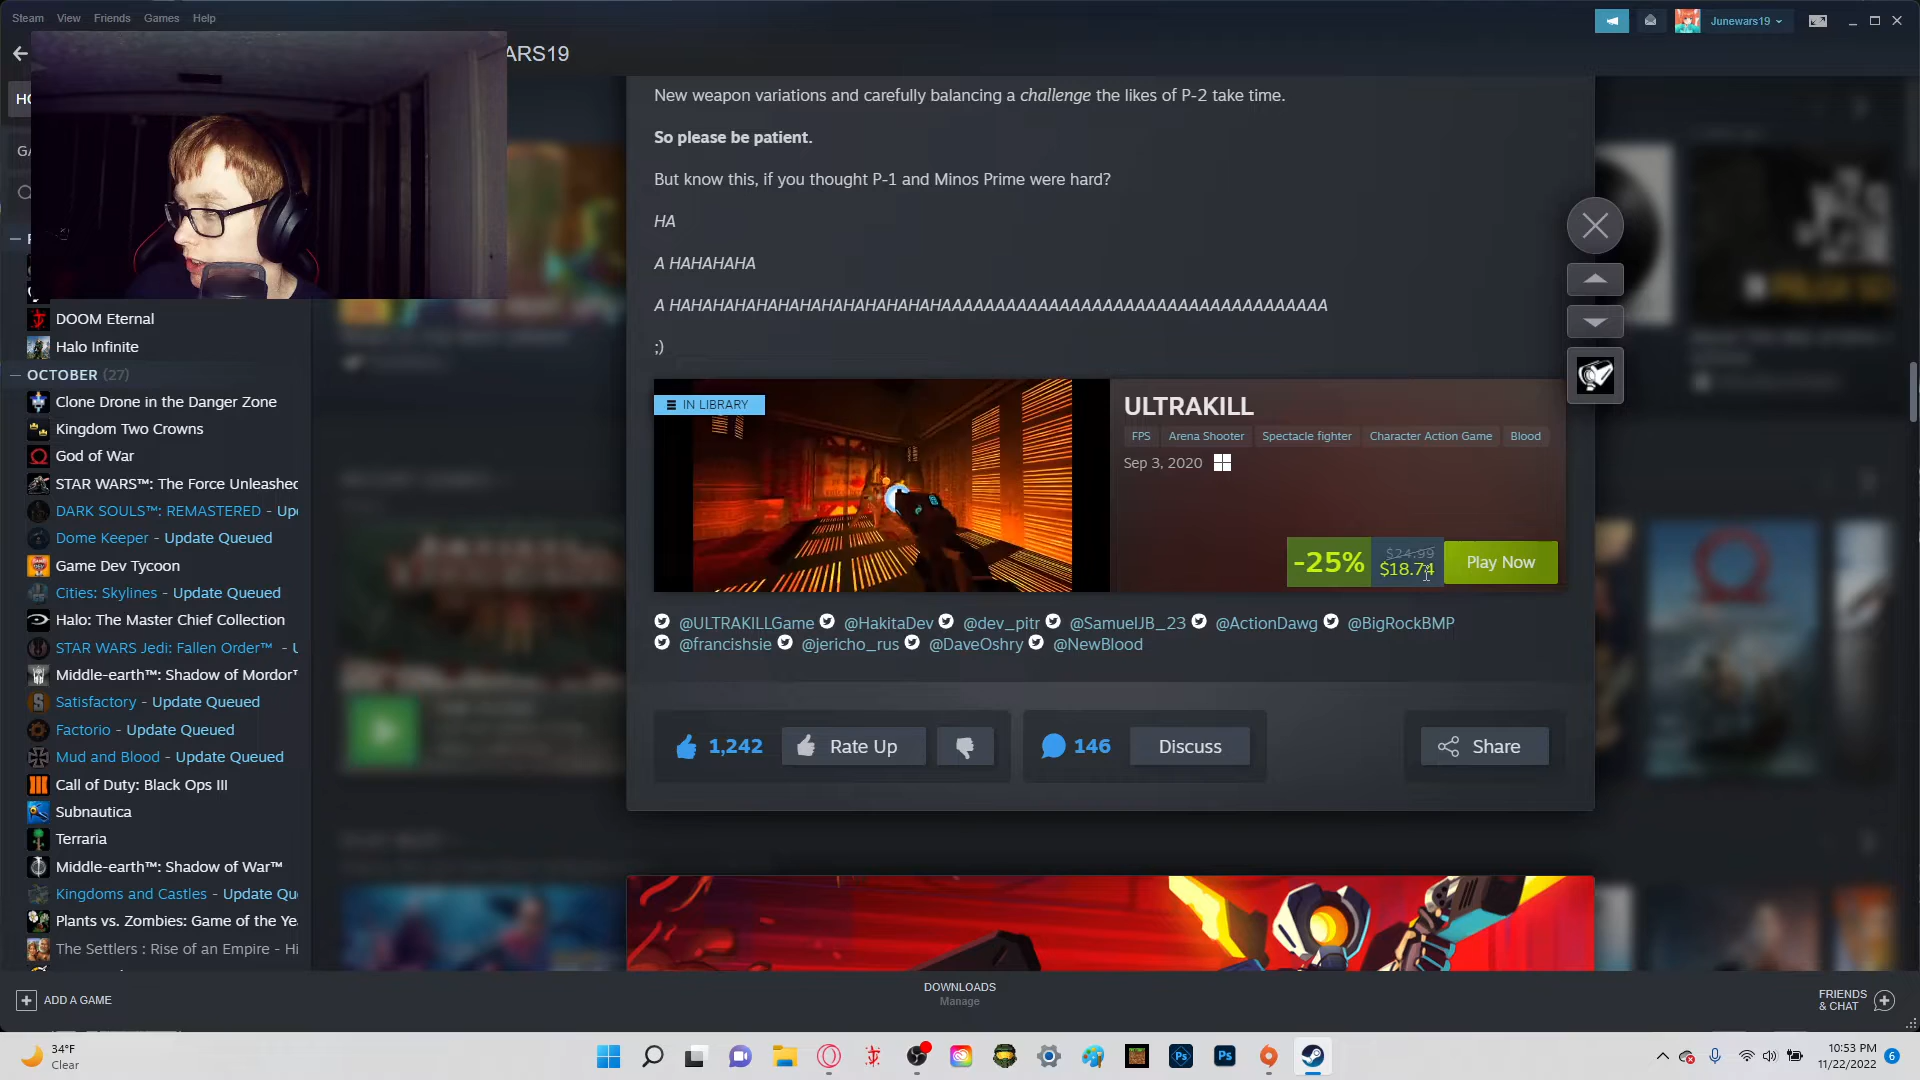 Steam View Friends Games Help
Junewars19
ARS19
New weapon variations and carefully balancing a challenge the likes of P-2 take time.
So please be patient.
But know this, if you thought P-1 and Minos Prime were hard?
HA
A HAHAHAHA
A HAHAHAHAHAHAHAHAHAHAHAHAHAAAAAAAAAAAAAAAAAAAAAAAAAAAAAAAAAAAA
;)
DOOM Eternal
Halo Infinite
OCTOBER (27)
Clone Drone in the Danger Zone
Kingdom Two Crowns
God of War
STAR WARS™: The Force Unleashed
DARK SOULS™: REMASTERED - Upd
Dome Keeper - Update Queued
Game Dev Tycoon
Cities: Skylines - Update Queued
Halo: The Master Chief Collection
STAR WARS Jedi: Fallen Order™ - U
Middle-earth™: Shadow of Mordor™
Satisfactory - Update Queued
Factorio - Update Queued
Mud and Blood - Update Queued
Call of Duty: Black Ops III
Subnautica
Terraria
Middle-earth™: Shadow of War™
Kingdoms and Castles - Update Qu
Plants vs. Zombies: Game of the Ye
The Settlers : Rise of an Empire - Hi
IN LIBRARY
ULTRAKILL
FPS Arena Shooter Spectacle fighter Character Action Game Blood
Sep 3, 2020
-25% $24.99 $18.74 Play Now
@ULTRAKILLGame @HakitaDev @dev_pitr @SamuelJB_23 @ActionDawg @BigRockBMP
@francishsie @jericho_rus @DaveOshry @NewBlood
1,242 Rate Up 146 Discuss Share
ADD A GAME
DOWNLOADS
Manage
FRIENDS
& CHAT
34°F
Clear
10:53 PM
11/22/2022
6